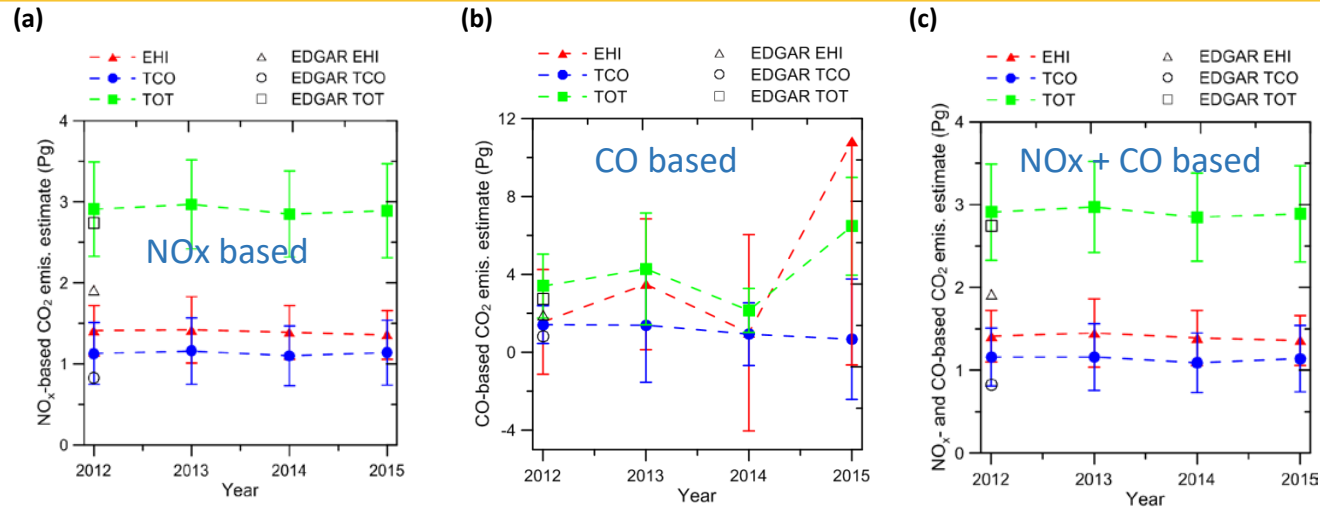 (a)
EHI
EDGAR EHI
TCO
EDGAR TCO
TOT
EDGAR TOT
NOx-based CO2 emis. estimate (Pg)
4
3
2
1
0
NOx based
2012 2013 2014 2015
Year
(b)
EHI
EDGAR EHI
TCO
EDGAR TCO
TOT
EDGAR TOT
CO-based CO2 emis. estimate (Pg)
12
8
4
0
-4
CO based
2012 2013 2014 2015
Year
(c)
EHI
EDGAR EHI
TCO
EDGAR TCO
TOT
EDGAR TOT
NOx- and CO-based CO2 emis. estimate (Pg)
4
3
2
1
0
NOx + CO based
2012 2013 2014 2015
Year